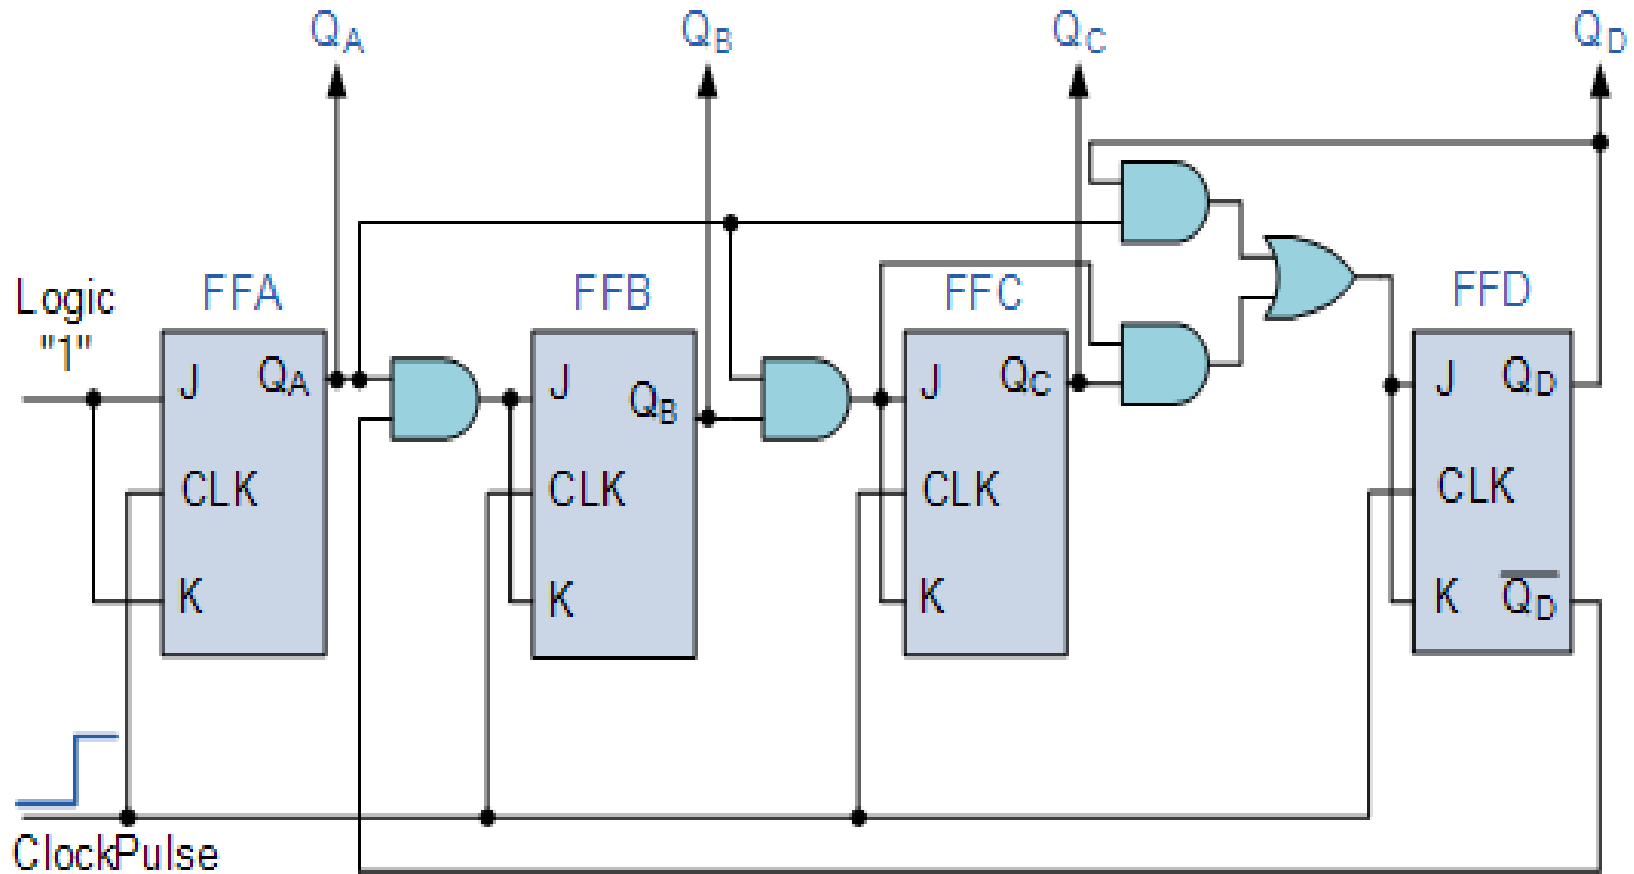 QA QB QC QD
Logic
"1"
FFA FFB FFC FFD
J QA J QB J QC J QD
CLK CLK CLK CLK
K K K K Q̅D̅
ClockPulse